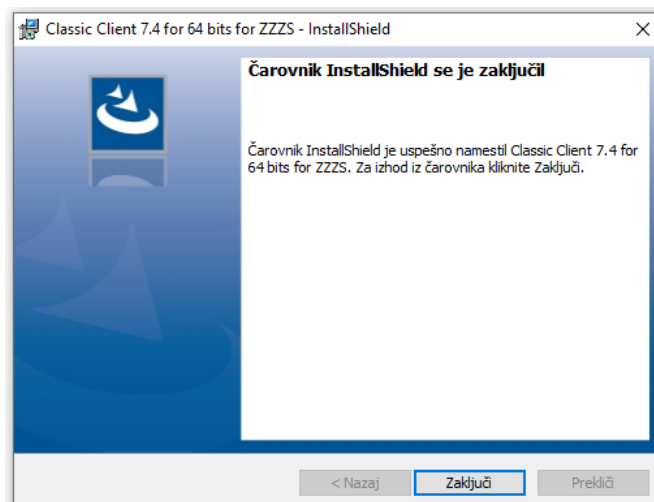 Classic Client 7.4 for 64 bits for ZZZS - InstallShield
Čarovnik InstallShield se je zaključil
Čarovnik InstallShield je uspešno namestil Classic Client 7.4 for
64 bits for ZZZS. Za izhod iz čarovnika kliknite Zaključi.
< Nazaj
Zaključi
Prekliči